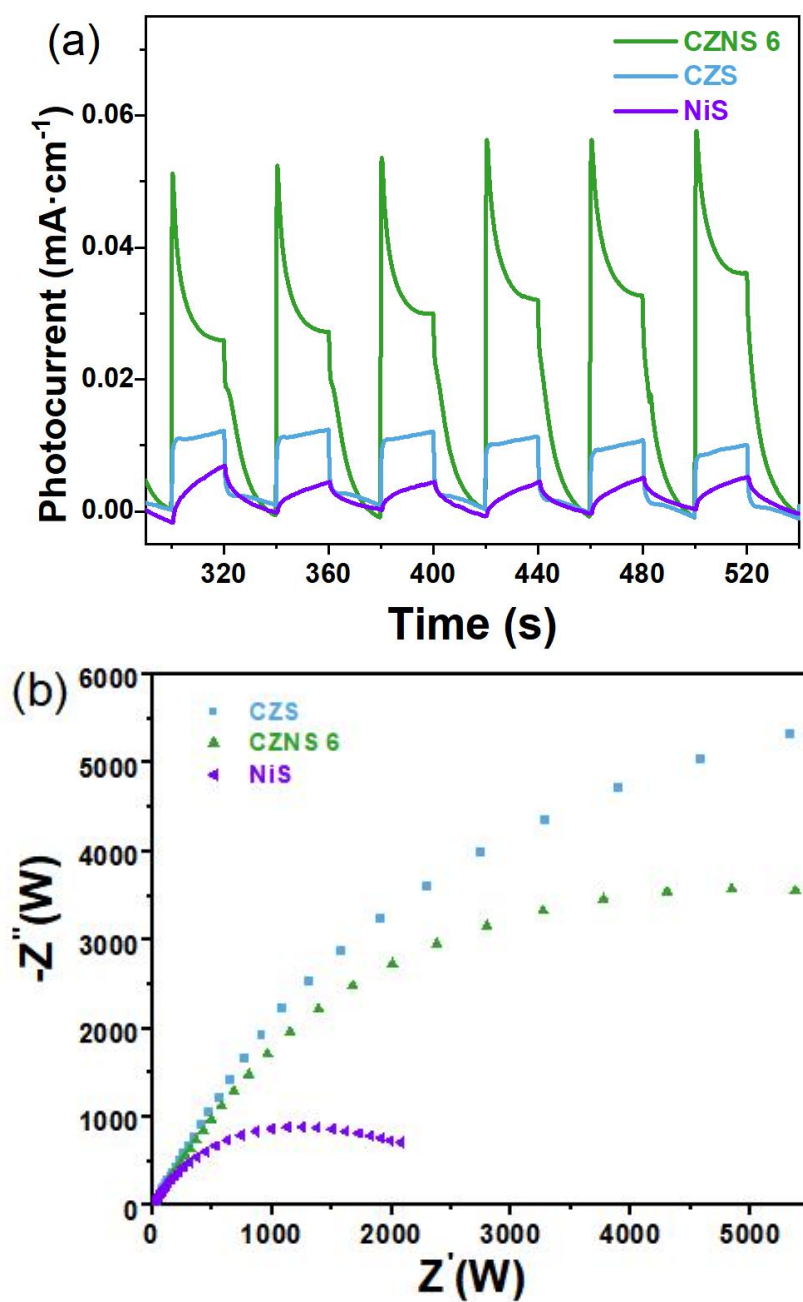 (a)
CZNS 6
CZS
NiS
Photocurrent (mA·cm⁻¹)
0.06
0.04
0.02
0.00
320 360 400 440 480 520
Time (s)
(b)
CZS
CZNS 6
NiS
-Z''(W)
6000
5000
4000
3000
2000
1000
0
0 1000 2000 3000 4000 5000
Z'(W)